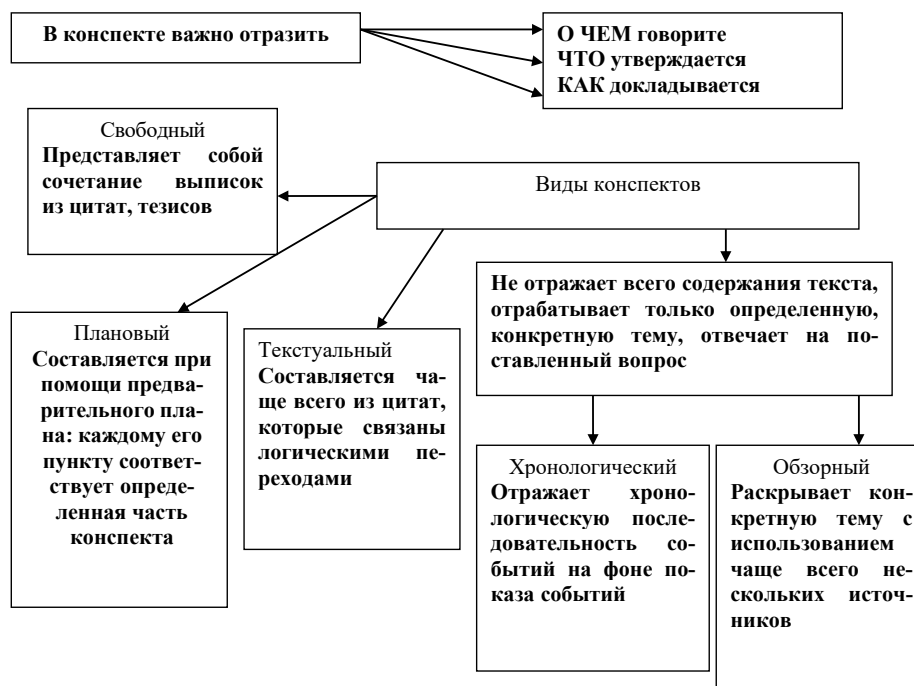 В конспекте важно отразить
О ЧЕМ говорите
ЧТО утверждается
КАК докладывается
Свободный
Представляет собой
сочетание выписок
из цитат, тезисов
Виды конспектов
Не отражает всего содержания текста,
отрабатывает только определенную,
конкретную тему, отвечает на по-
ставленный вопрос
Плановый
Составляется при
помощи предва-
рительного пла-
на: каждому его
пункту соответ-
ствует опреде-
ленная часть
конспекта
Текстуальный
Составляется ча-
ще всего из цитат,
которые связаны
логическими пе-
реходами
Хронологический
Отражает хроно-
логическую после-
довательность со-
бытий на фоне по-
каза событий
Обзорный
Раскрывает кон-
кретную тему с
использованием
чаще всего не-
скольких источ-
ников